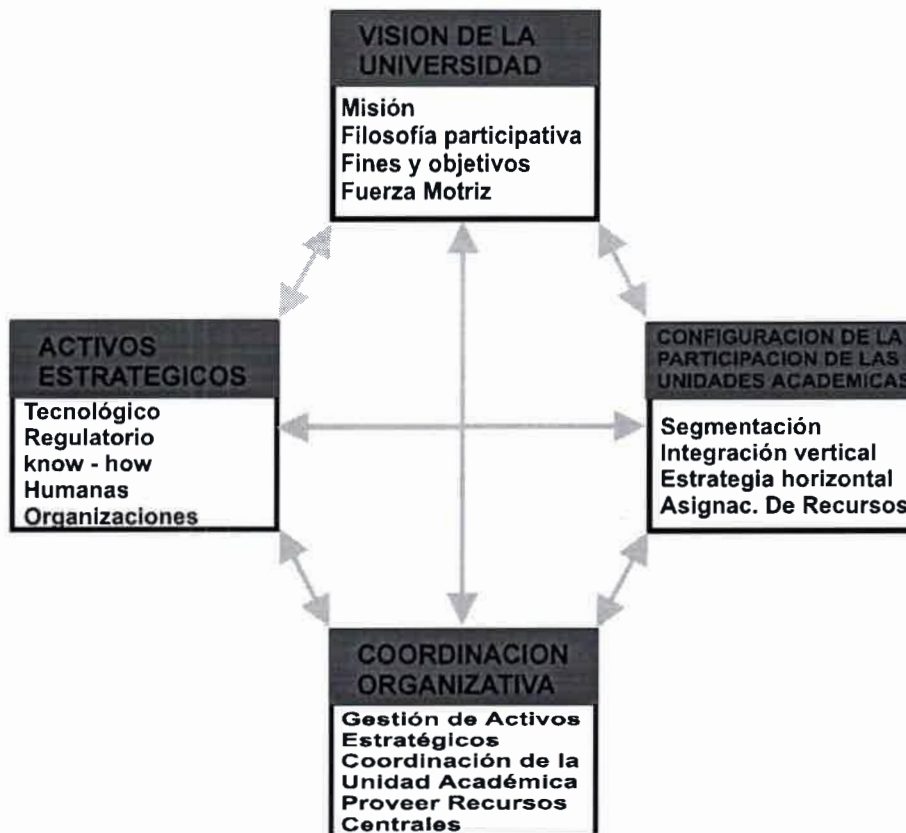 VISION DE LA
UNIVERSIDAD
Misión
Filosofía participativa
Fines y objetivos
Fuerza Motriz
ACTIVOS
ESTRATEGICOS
Tecnológico
Regulatorio
know - how
Humanas
Organizaciones
CONFIGURACION DE LA
PARTICIPACION DE LAS
UNIDADES ACADEMICAS
Segmentación
Integración vertical
Estrategia horizontal
Asignac. De Recursos
COORDINACION
ORGANIZATIVA
Gestión de Activos
Estratégicos
Coordinación de la
Unidad Académica
Proveer Recursos
Centrales